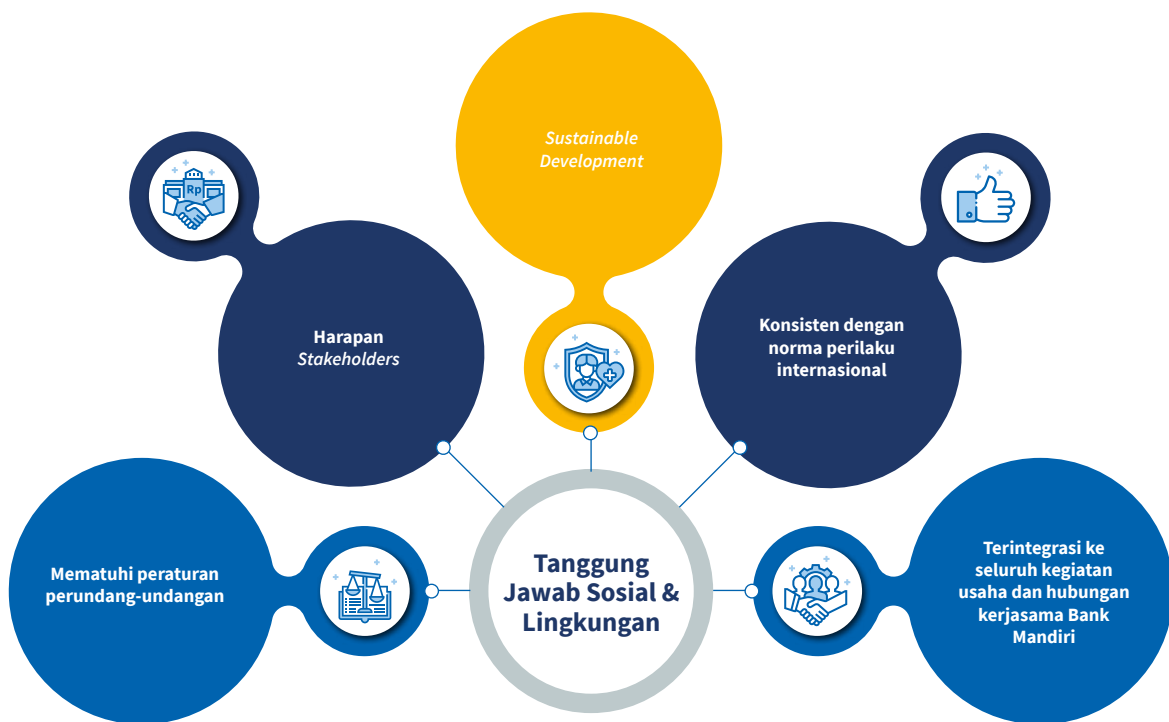 Sustainable
Development
Rp
Harapan
Stakeholders
Konsisten dengan
norma perilaku
internasional
Mematuhi peraturan
perundang-undangan
Tanggung
Jawab Sosial &
Lingkungan
Terintegrasi ke
seluruh kegiatan
usaha dan hubungan
kerjasama Bank
Mandiri